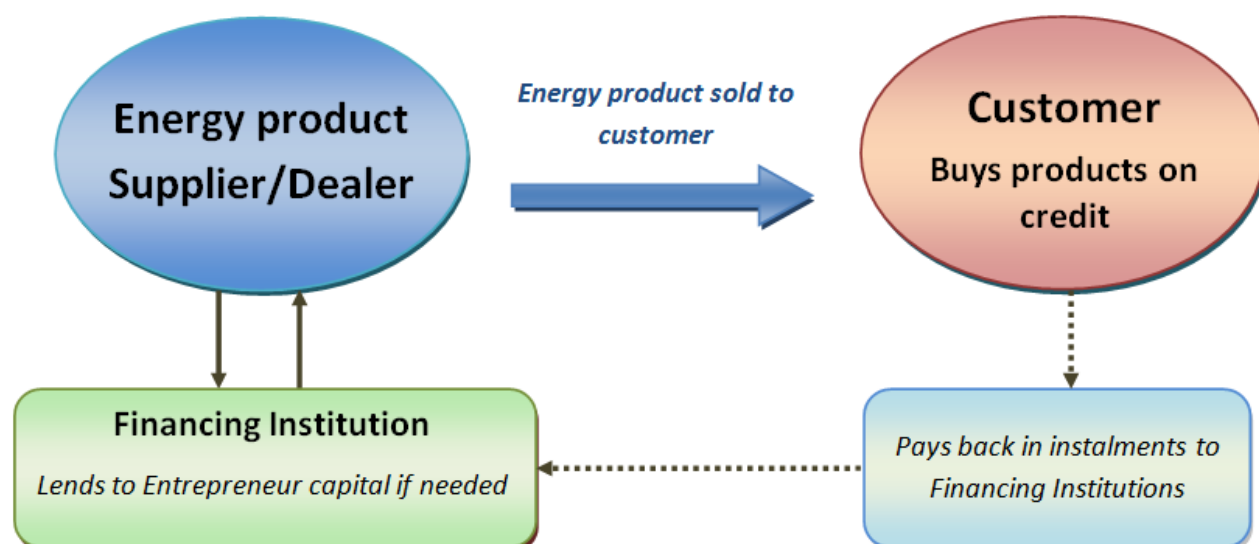 Energy product
Supplier/Dealer
Energy product sold to
customer
Customer
Buys products on
credit
Financing Institution
Lends to Entrepreneur capital if needed
Pays back in instalments to
Financing Institutions